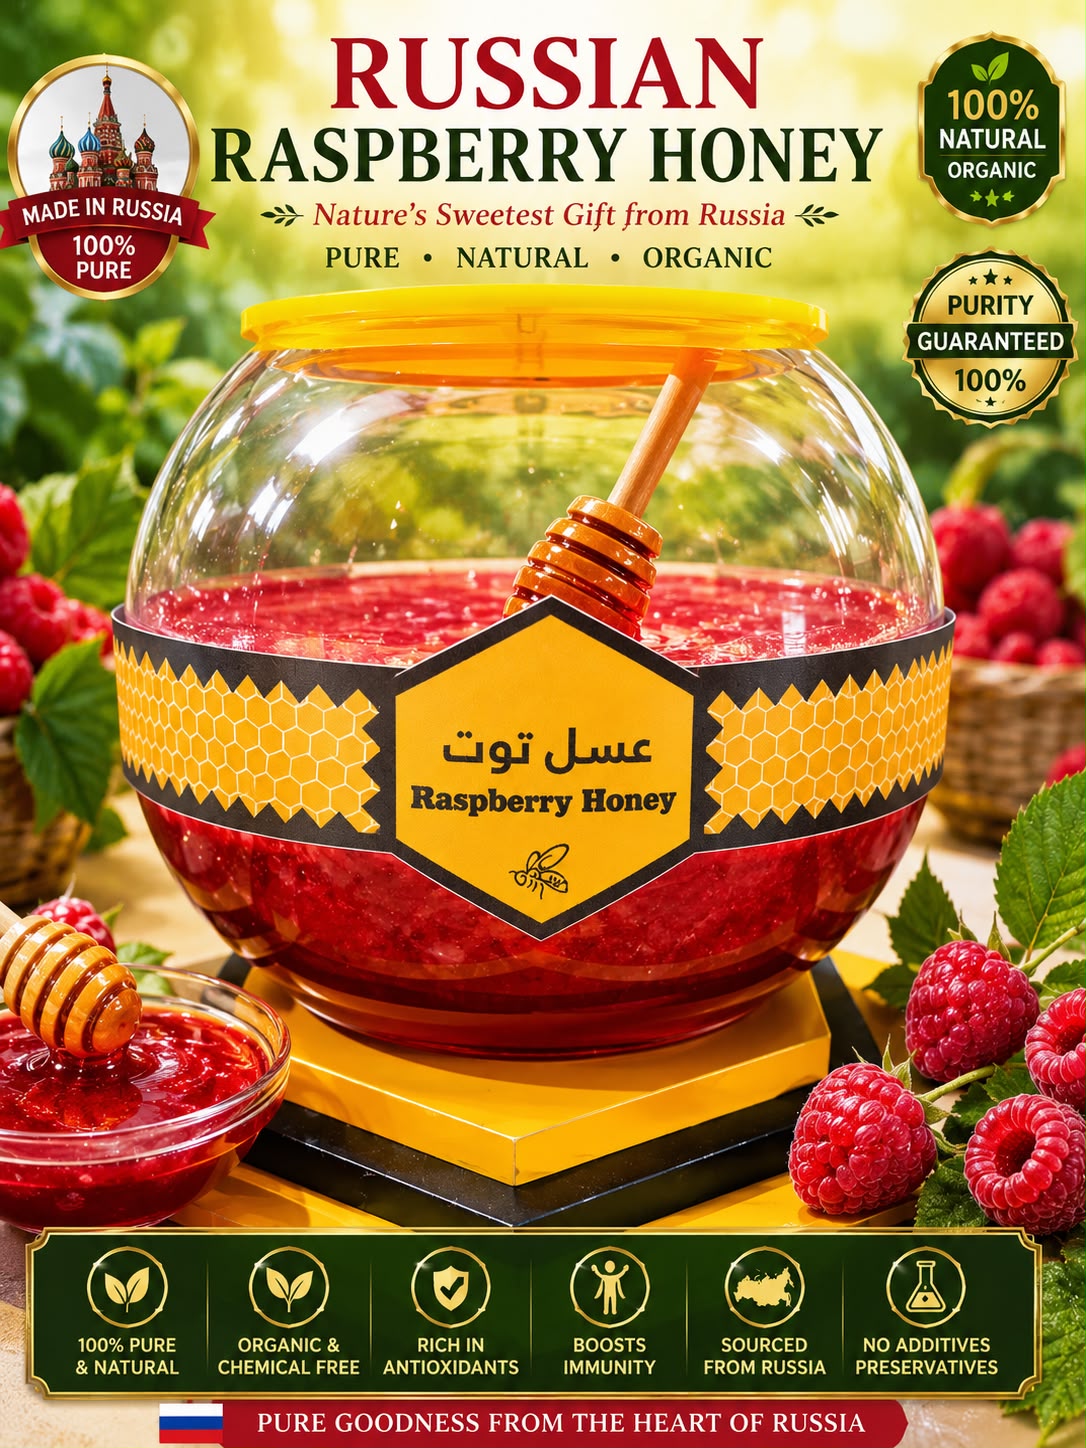 RUSSIAN
RASPBERRY HONEY
Nature's Sweetest Gift from Russia
PURE • NATURAL • ORGANIC
MADE IN RUSSIA
100%
PURE
100%
NATURAL
ORGANIC
PURITY
GUARANTEED
100%
عسل توت
Raspberry Honey
100% PURE
& NATURAL
ORGANIC &
CHEMICAL FREE
RICH IN
ANTIOXIDANTS
BOOSTS
IMMUNITY
SOURCED
FROM RUSSIA
NO ADDITIVES
PRESERVATIVES
PURE GOODNESS FROM THE HEART OF RUSSIA